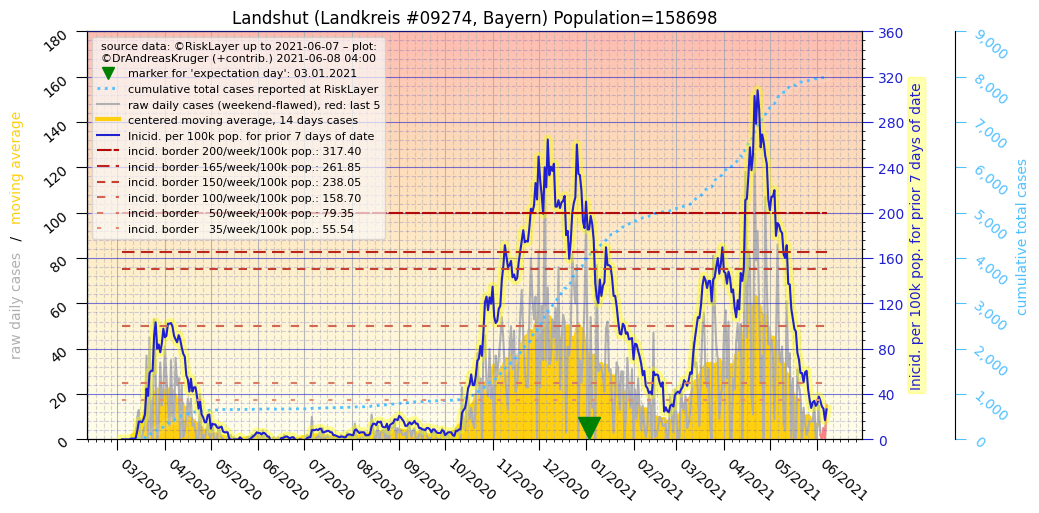 Landshut (Landkreis #09274, Bayern) Population=158698
source data: ©RiskLayer up to 2021-06-07 – plot:
©DrAndreasKruger (+contrib.) 2021-06-08 04:00
marker for 'expectation day': 03.01.2021
cumulative total cases reported at RiskLayer
raw daily cases (weekend-flawed), red: last 5
centered moving average, 14 days cases
Inicid. per 100k pop. for prior 7 days of date
incid. border 200/week/100k pop.: 317.40
incid. border 165/week/100k pop.: 261.85
incid. border 150/week/100k pop.: 238.05
incid. border 100/week/100k pop.: 158.70
incid. border   50/week/100k pop.: 79.35
incid. border   35/week/100k pop.: 55.54
raw daily cases / moving average
180
160
140
120
100
80
60
40
20
0
360
320
280
240
200
160
120
80
40
0
Inicid. per 100k pop. for prior 7 days of date
9,000
8,000
7,000
6,000
5,000
4,000
3,000
2,000
1,000
0
cumulative total cases
03/2020
04/2020
05/2020
06/2020
07/2020
08/2020
09/2020
10/2020
11/2020
12/2020
01/2021
02/2021
03/2021
04/2021
05/2021
06/2021